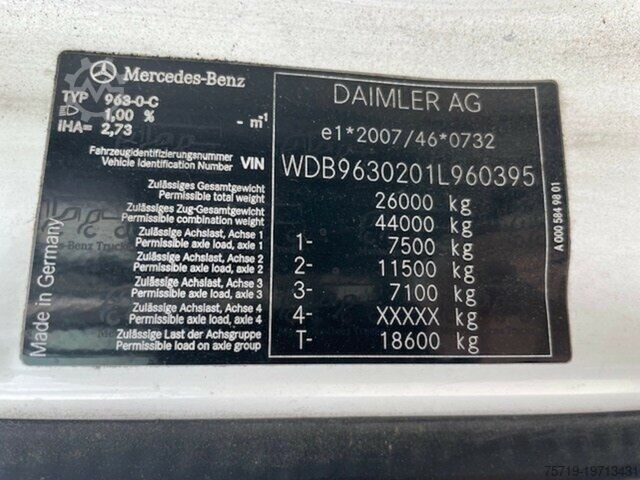 Mercedes-Benz
TYP 963-0-C
1,00 % - m⁻¹
iHA= 2,73
Fahrzeugidentifizierungsnummer
Vehicle Identification Number VIN
Zulässiges Gesamtgewicht
Permissible total weight
Zulässiges Zug-Gesamtgewicht
Permissible combination weight
Zulässige Achslast, Achse 1
Permissible axle load, axle 1
Zulässige Achslast, Achse 2
Permissible axle load, axle 2
Zulässige Achslast, Achse 3
Permissible axle load, axle 3
Zulässige Achslast, Achse 4
Permissible axle load, axle 4
Zulässige Last der Achsgruppe
Permissible load on axle group
Made in Germany
DAIMLER AG
e1*2007/46*0732
WDB9630201L960395
26000 kg
44000 kg
1- 7500 kg
2- 11500 kg
3- 7100 kg
4- XXXXX kg
T- 18600 kg
A 000 584 98 01
75719-19713431